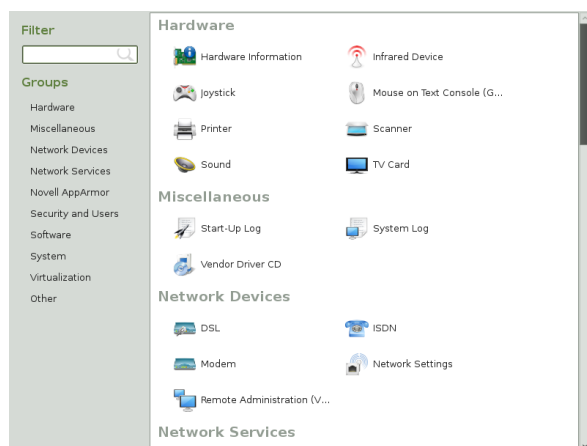 Filter
Groups
Hardware
Miscellaneous
Network Devices
Network Services
Novell AppArmor
Security and Users
Software
System
Virtualization
Other
Hardware
Hardware Information
Infrared Device
Joystick
Mouse on Text Console (G...
Printer
Scanner
Sound
TV Card
Miscellaneous
Start-Up Log
System Log
Vendor Driver CD
Network Devices
DSL
ISDN
Modem
Network Settings
Remote Administration (V...
Network Services